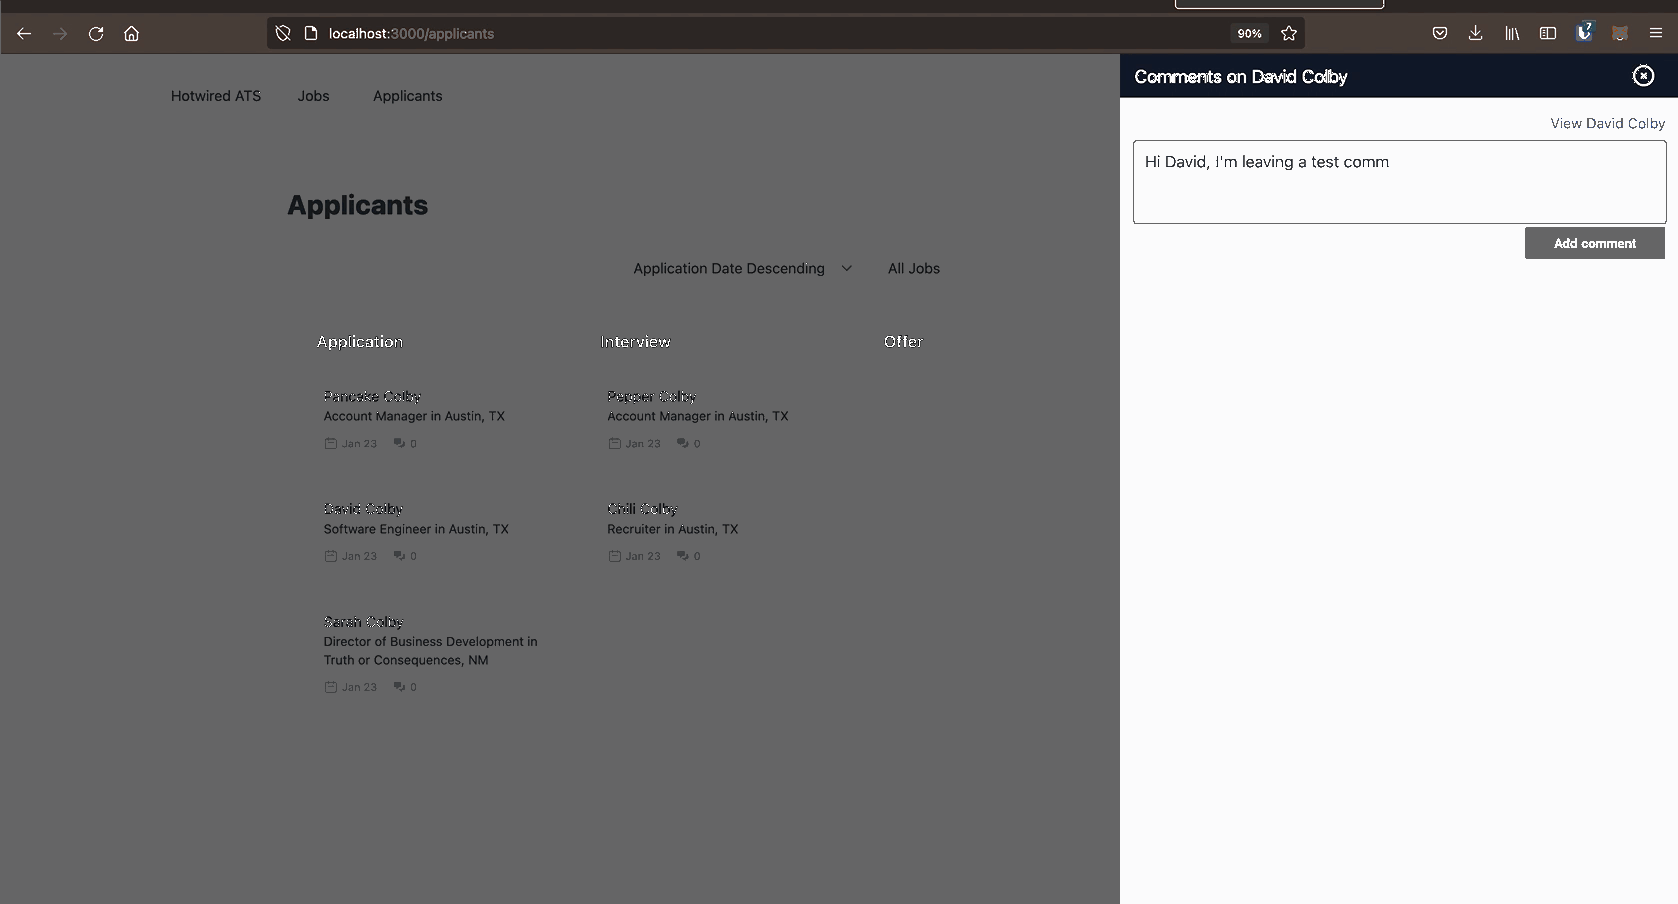 localhost:3000/applicants
90%
7
Hotwired ATS Jobs Applicants
Applicants
Application Date Descending All Jobs
Application
Pancake Colby
Account Manager in Austin, TX
Jan 23 0
David Colby
Software Engineer in Austin, TX
Jan 23 0
Sarah Colby
Director of Business Development in
Truth or Consequences, NM
Jan 23 0
Interview
Pepper Colby
Account Manager in Austin, TX
Jan 23 0
Chili Colby
Recruiter in Austin, TX
Jan 23 0
Offer
Comments on David Colby
View David Colby
Hi David, I'm leaving a test comm
Add comment